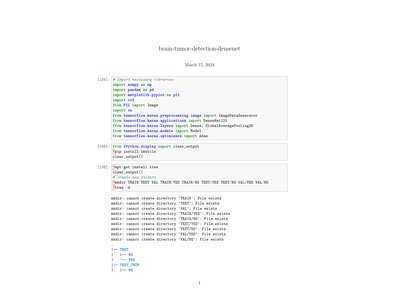 brain-tumor-detection-densenet
March 15, 2024
[194]: # Import necessary libraries
import numpy as np
import pandas as pd
import matplotlib.pyplot as plt
import cv2
from PIL import Image
import os
from tensorflow.keras.preprocessing.image import ImageDataGenerator
from tensorflow.keras.applications import DenseNet121
from tensorflow.keras.layers import Dense, GlobalAveragePooling2D
from tensorflow.keras.models import Model
from tensorflow.keras.optimizers import Adam
from IPython.display import clear_output
!pip install imutils
clear_output()
!apt-get install tree
clear_output()
# create new folders
!mkdir TRAIN TEST VAL TRAIN/YES TRAIN/NO TEST/YES TEST/NO VAL/YES VAL/NO
!tree -d
mkdir: cannot create directory 'TRAIN': File exists
mkdir: cannot create directory 'TEST': File exists
mkdir: cannot create directory 'VAL': File exists
mkdir: cannot create directory 'TRAIN/YES': File exists
mkdir: cannot create directory 'TRAIN/NO': File exists
mkdir: cannot create directory 'TEST/YES': File exists
mkdir: cannot create directory 'TEST/NO': File exists
mkdir: cannot create directory 'VAL/YES': File exists
mkdir: cannot create directory 'VAL/NO': File exists
.
|-- TEST
|   |-- NO
|   `-- YES
|-- TEST_CROP
|   |-- NO
1